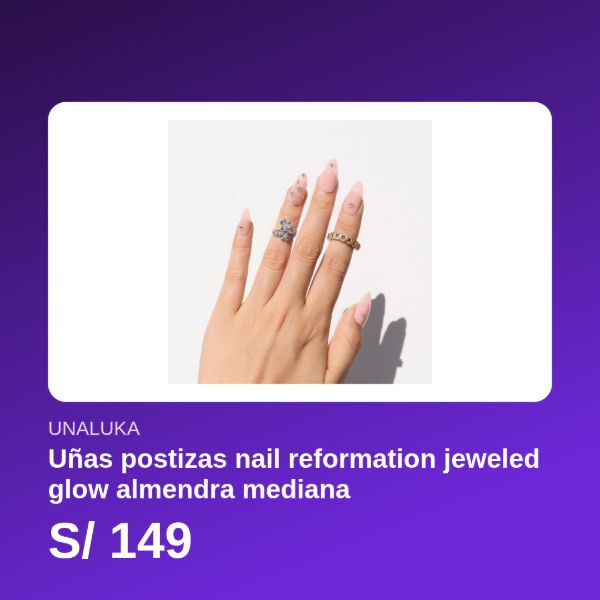 UNALUKA
Uñas postizas nail reformation jeweled
glow almendra mediana
S/ 149